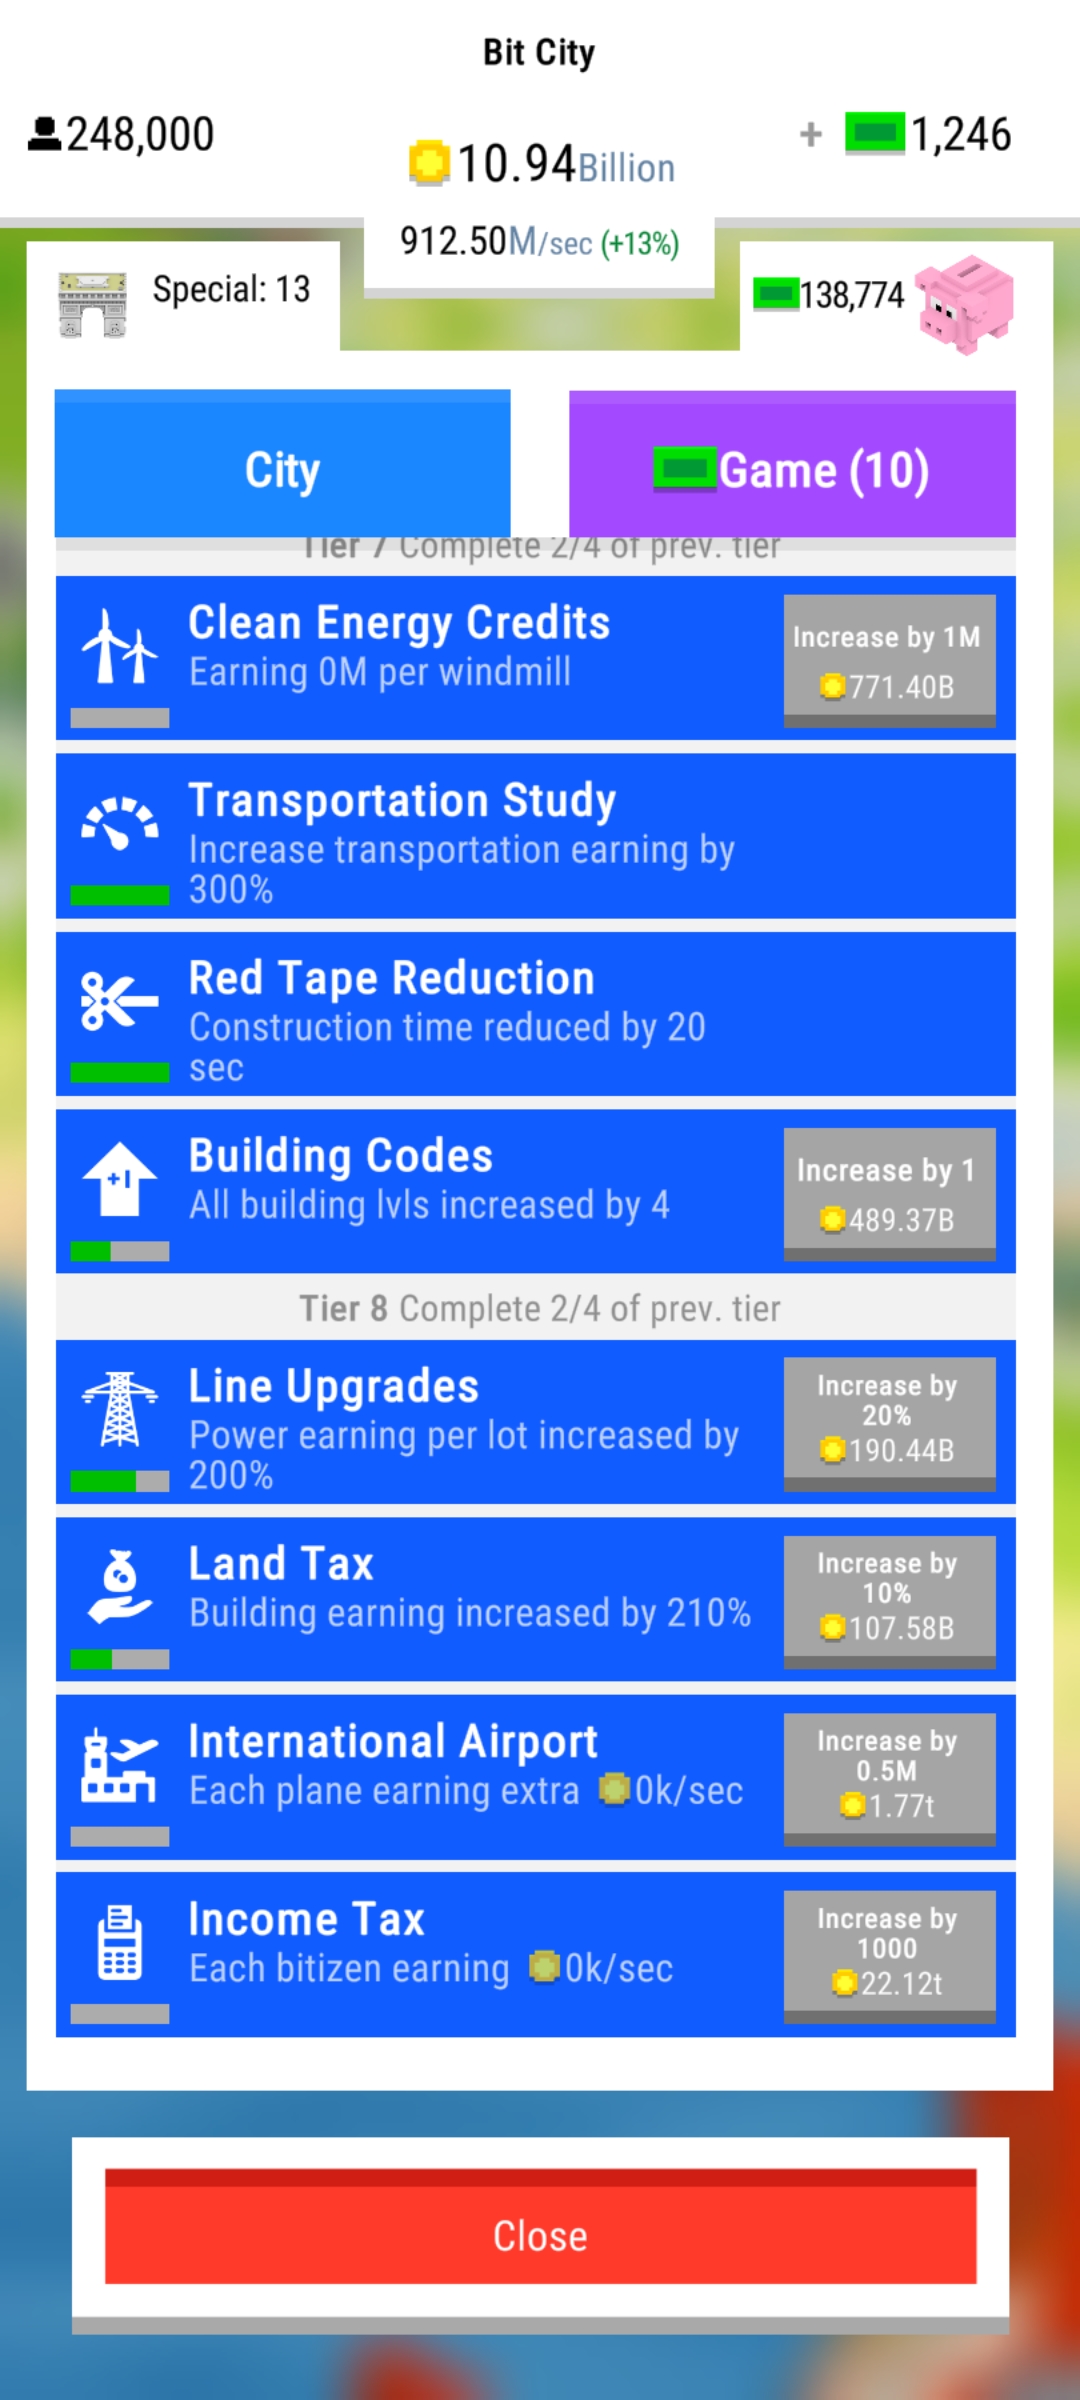 Bit City
248,000
10.94Billion
+ 1,246
912.50M/sec (+13%)
Special: 13
138,774
City
Game (10)
Tier 7 Complete 2/4 of prev. tier
Clean Energy Credits
Earning 0M per windmill
Increase by 1M
771.40B
Transportation Study
Increase transportation earning by
300%
Red Tape Reduction
Construction time reduced by 20
sec
+1
Building Codes
All building lvls increased by 4
Increase by 1
489.37B
Tier 8 Complete 2/4 of prev. tier
Line Upgrades
Power earning per lot increased by
200%
Increase by
20%
190.44B
Land Tax
Building earning increased by 210%
Increase by
10%
107.58B
International Airport
Each plane earning extra 0k/sec
Increase by
0.5M
1.77t
Income Tax
Each bitizen earning 0k/sec
Increase by
1000
22.12t
Close